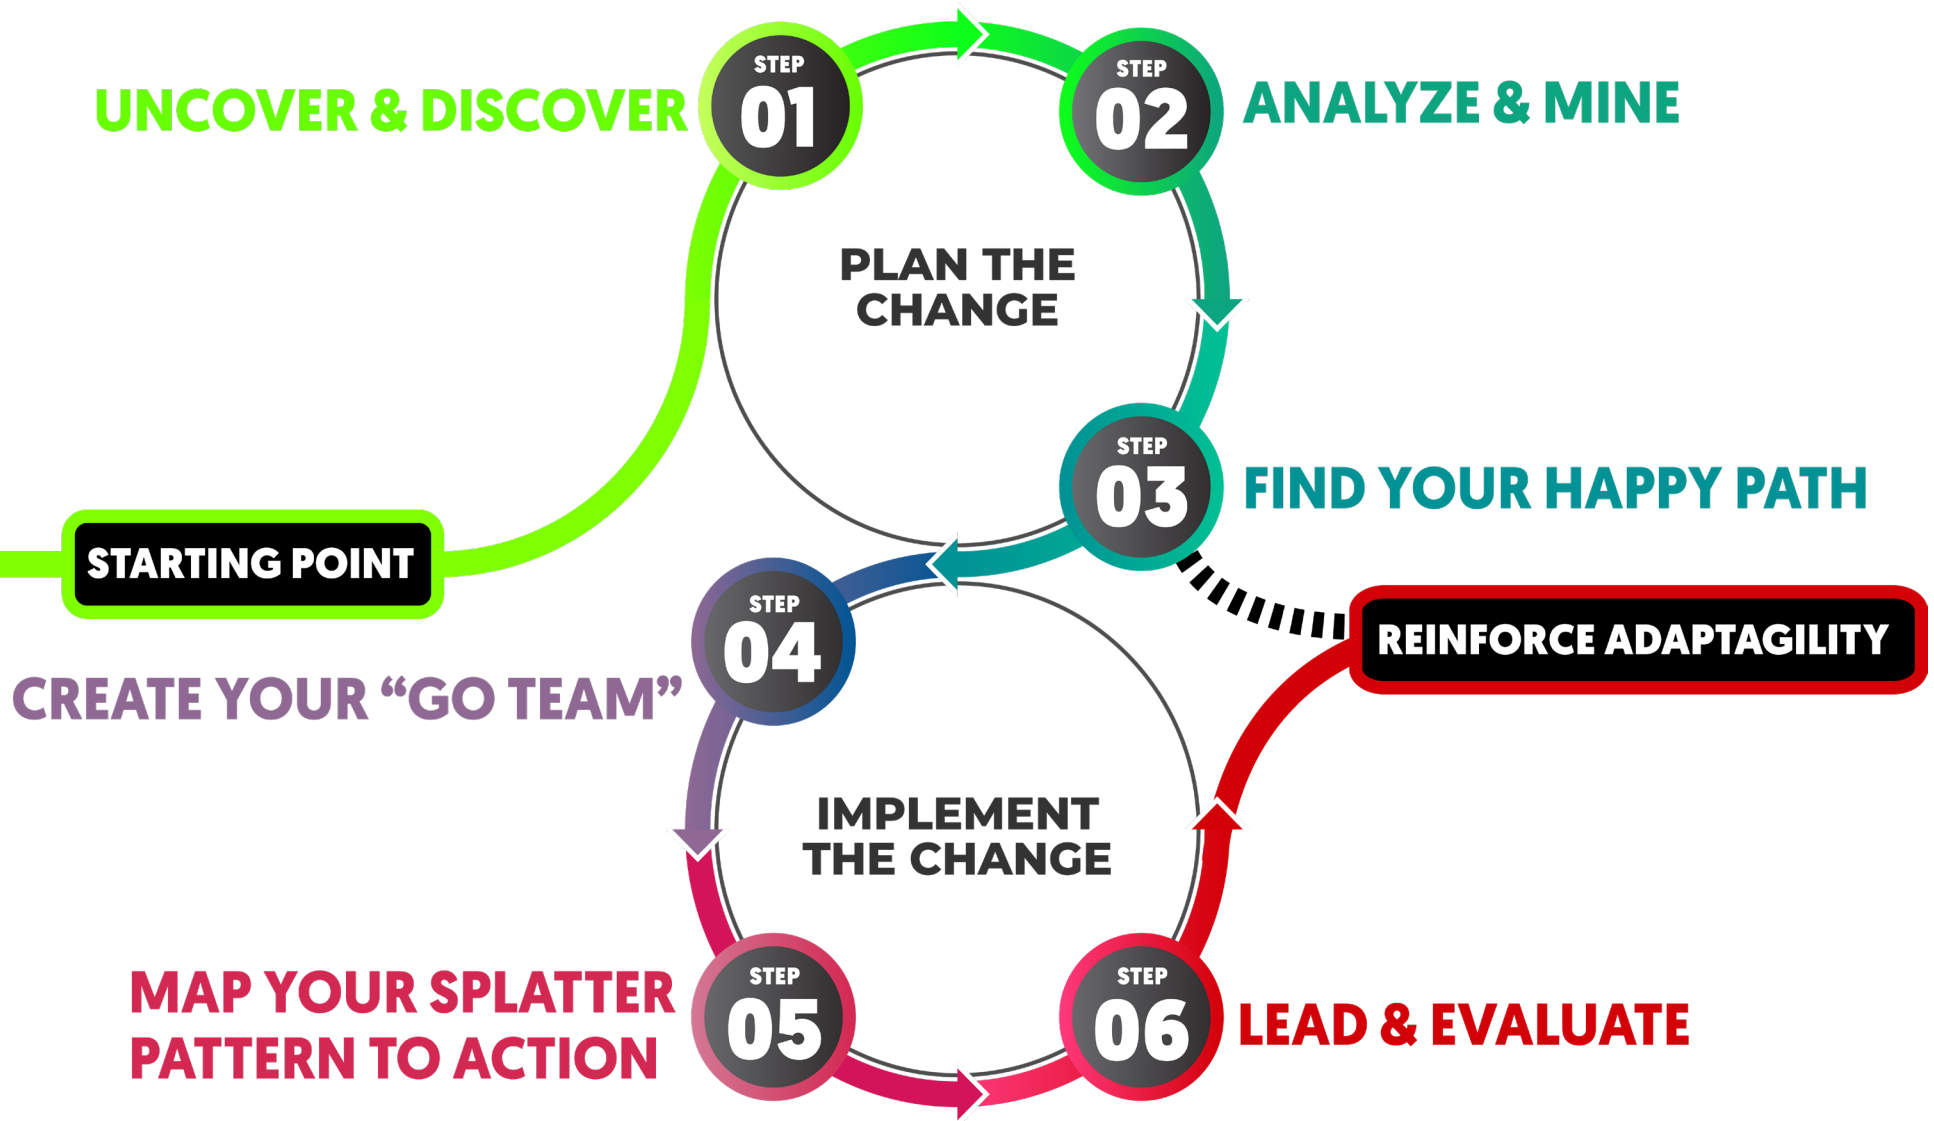 STEP
01
UNCOVER & DISCOVER
STEP
02
ANALYZE & MINE
PLAN THE
CHANGE
STEP
03
FIND YOUR HAPPY PATH
STARTING POINT
STEP
04
CREATE YOUR “GO TEAM”
REINFORCE ADAPTAGILITY
IMPLEMENT
THE CHANGE
STEP
05
MAP YOUR SPLATTER
PATTERN TO ACTION
STEP
06
LEAD & EVALUATE